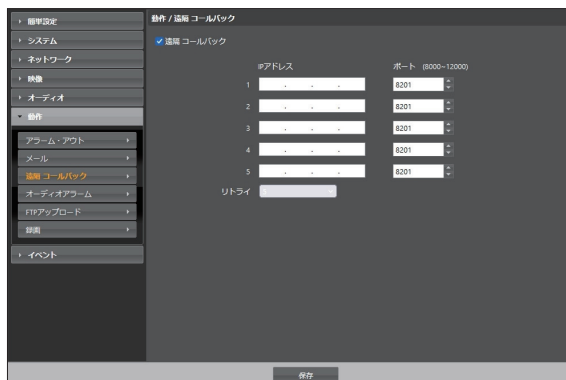 簡単設定
システム
ネットワーク
映像
オーディオ
動作
アラーム・アウト
メール
遠隔 コールバック
オーディオアラーム
FTPアップロード
録画
イベント
動作 / 遠隔 コールバック
遠隔 コールバック
IPアドレス ポート (8000~12000)
1 . . . 8201
2 . . . 8201
3 . . . 8201
4 . . . 8201
5 . . . 8201
リトライ
保存